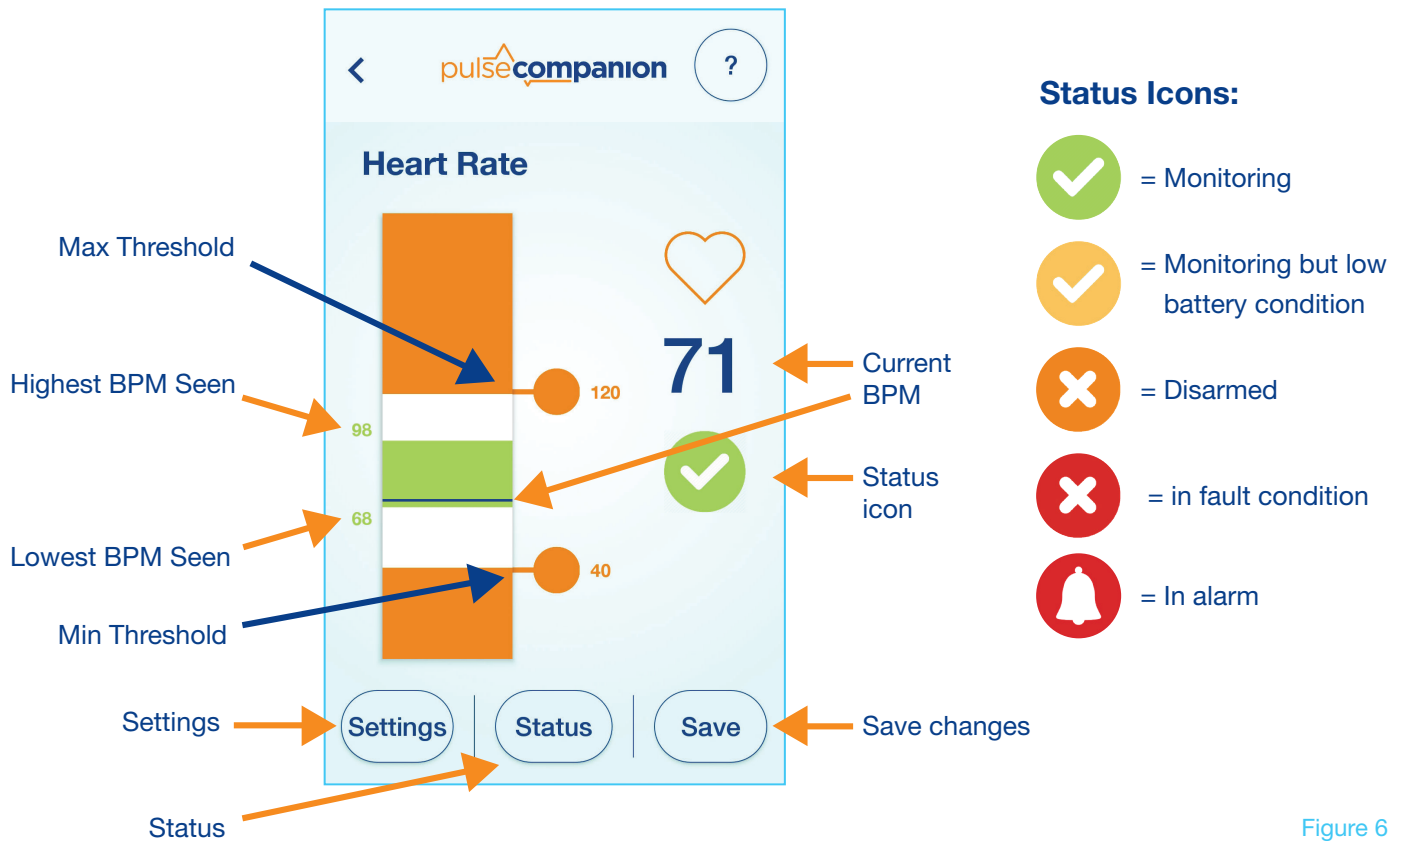 pulsecompanion
?
Heart Rate
Max Threshold
Highest BPM Seen
98
68
Lowest BPM Seen
Min Threshold
120
40
71
Current
BPM
Status
icon
Settings
Settings
Status
Save
Save changes
Status
Status Icons:
= Monitoring
= Monitoring but low
battery condition
= Disarmed
= in fault condition
= In alarm
Figure 6